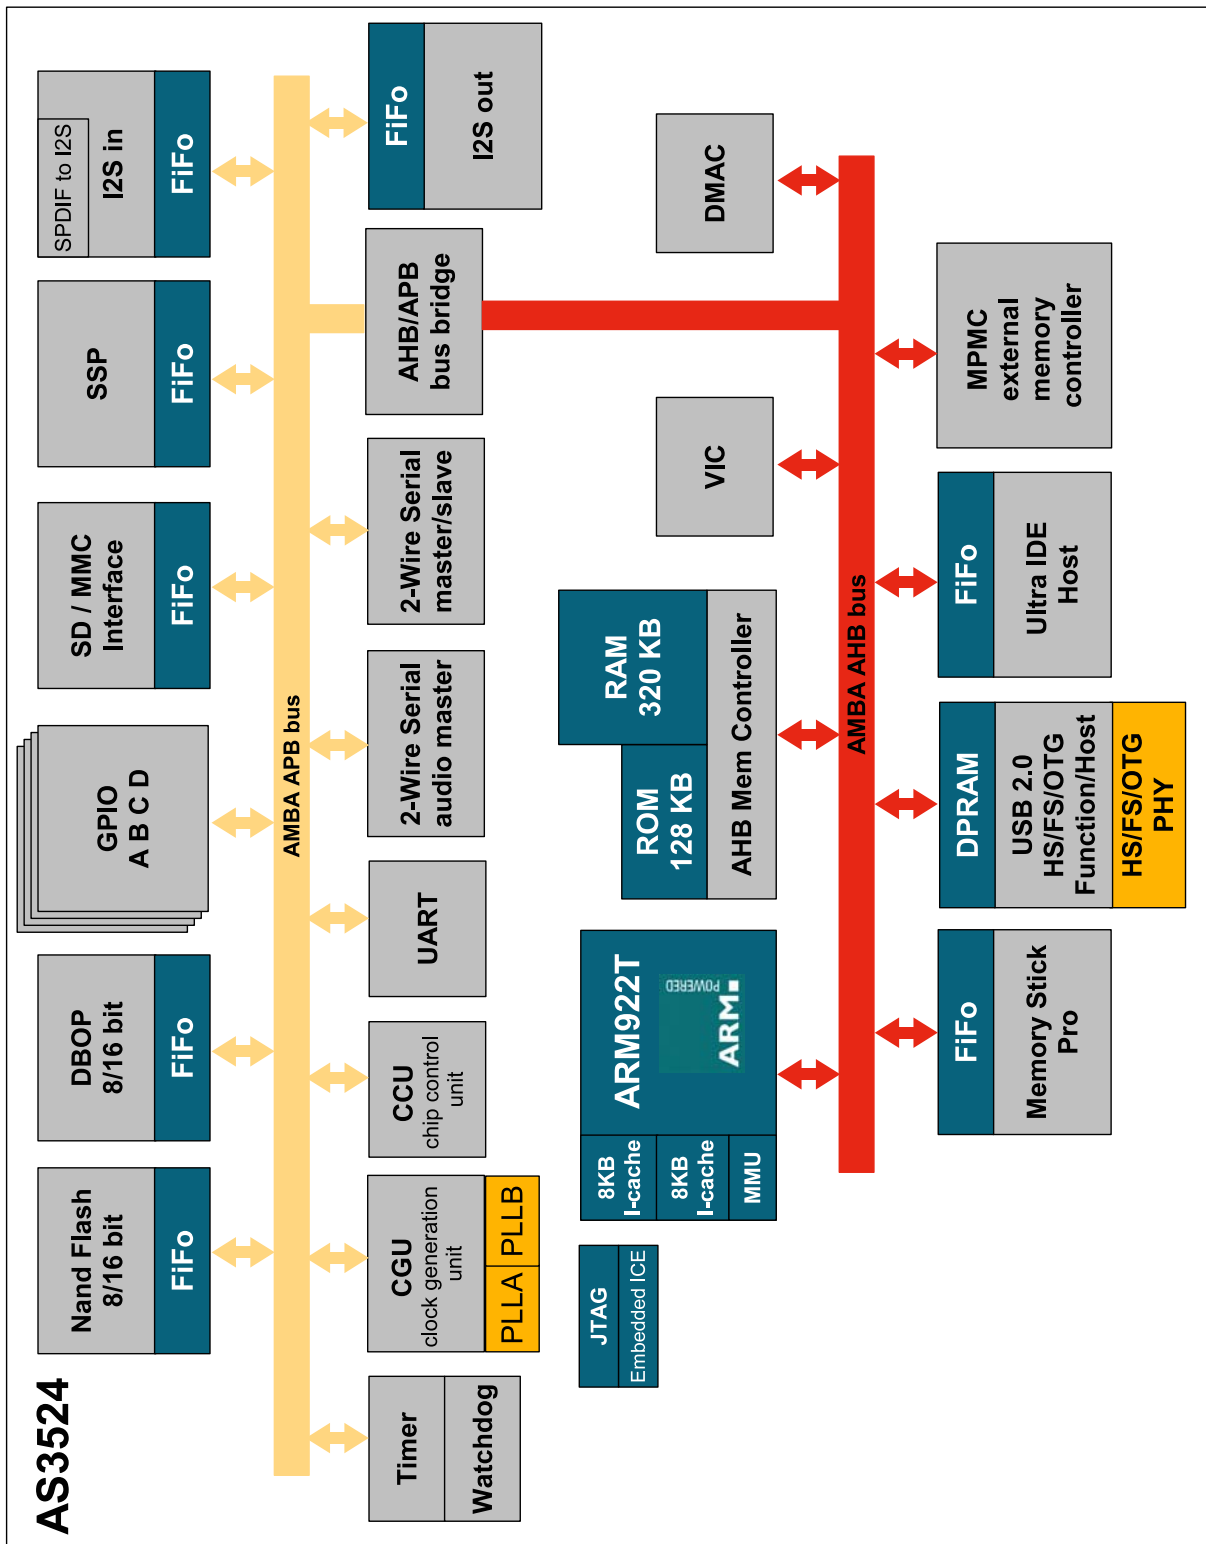 AS3524
Nand Flash
8/16 bit
FiFo
DBOP
8/16 bit
FiFo
GPIO
A B C D
SD / MMC
Interface
FiFo
SSP
FiFo
SPDIF to I2S
I2S in
FiFo
AMBA APB bus
Timer
Watchdog
CGU
clock generation
unit
PLLA
PLLB
CCU
chip control
unit
UART
2-Wire Serial
audio master
2-Wire Serial
master/slave
AHB/APB
bus bridge
FiFo
I2S out
JTAG
Embedded ICE
8KB
I-cache
8KB
I-cache
MMU
ARM922T
ARM
POWERED
ROM
128 KB
RAM
320 KB
AHB Mem Controller
VIC
DMAC
AMBA AHB bus
FiFo
Memory Stick
Pro
DPRAM
USB 2.0
HS/FS/OTG
Function/Host
HS/FS/OTG
PHY
FiFo
Ultra IDE
Host
MPMC
external
memory
controller